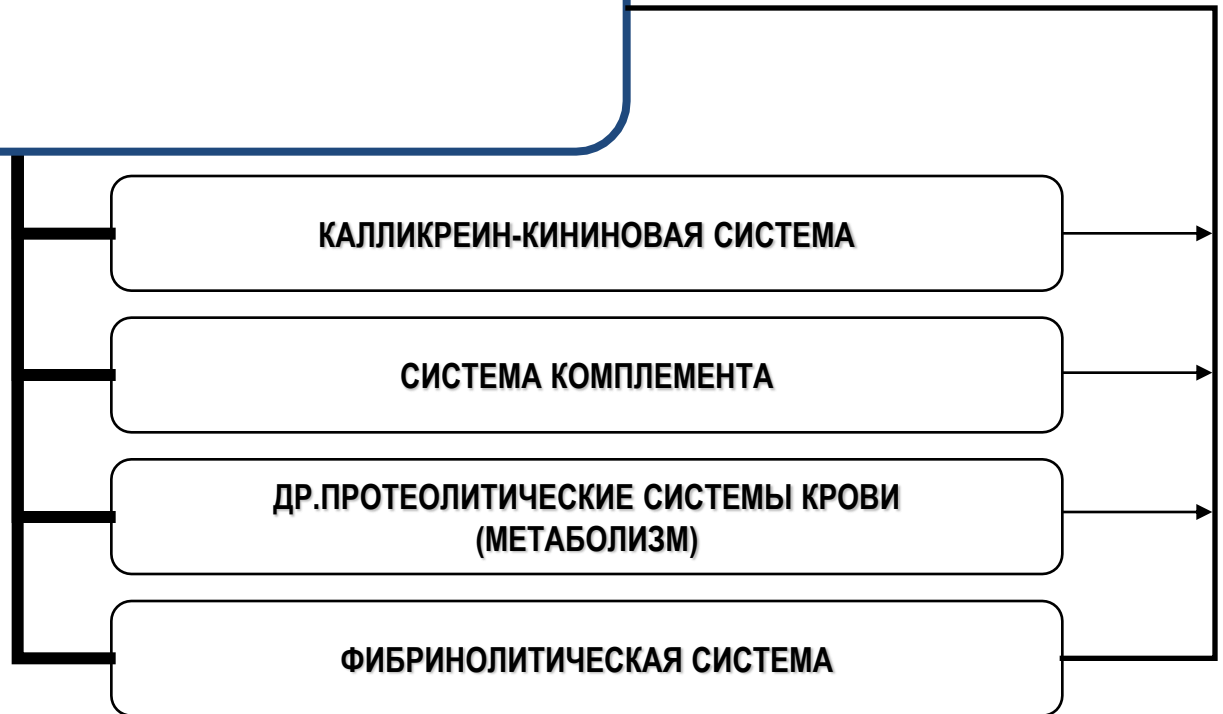 КАЛЛИКРЕИН-КИНИНОВАЯ СИСТЕМА
СИСТЕМА КОМПЛЕМЕНТА
ДР.ПРОТЕОЛИТИЧЕСКИЕ СИСТЕМЫ КРОВИ
(МЕТАБОЛИЗМ)
ФИБРИНОЛИТИЧЕСКАЯ СИСТЕМА